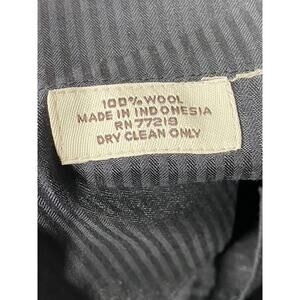 100% WOOL
MADE IN INDONESIA
RN 77219
DRY CLEAN ONLY